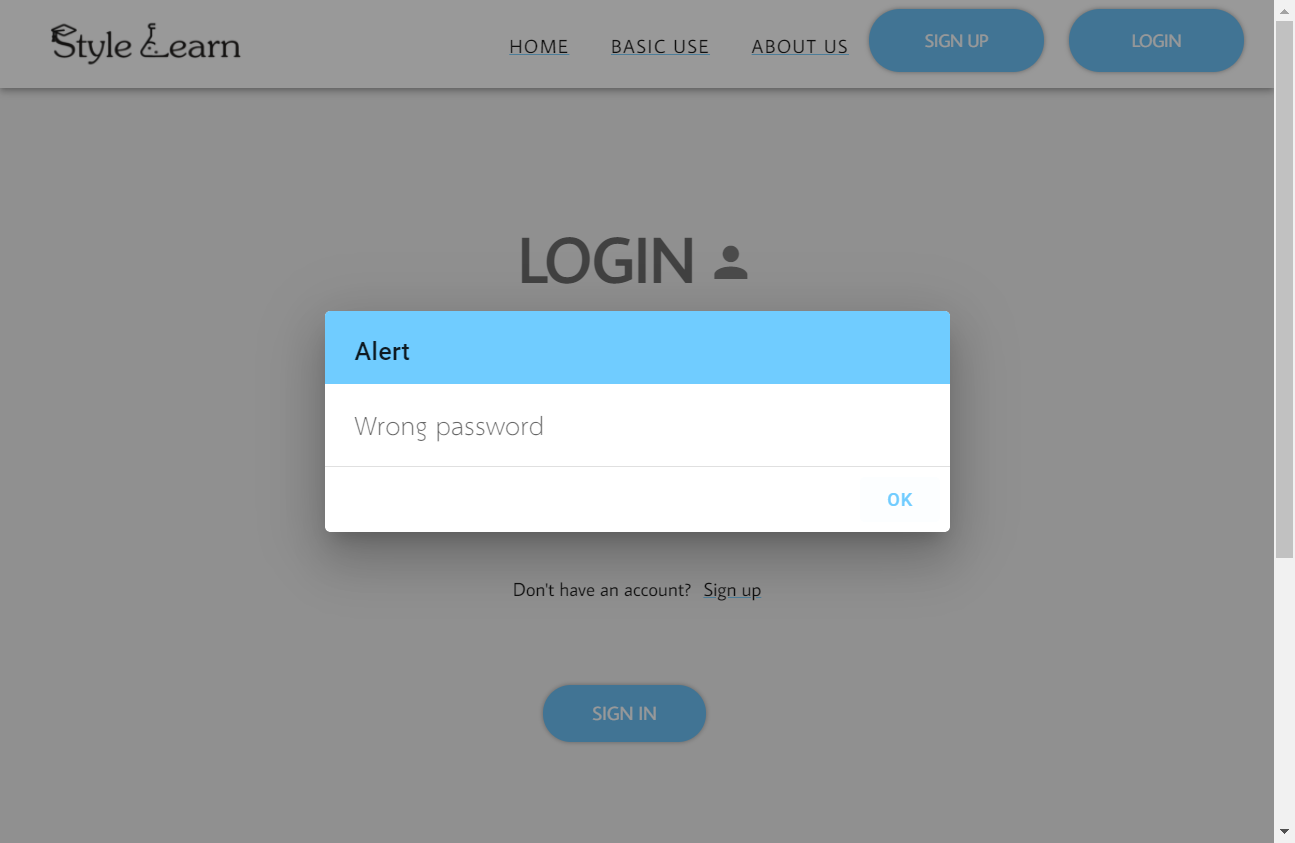 Style Learn
HOME BASIC USE ABOUT US SIGN UP LOGIN
LOGIN
Alert
Wrong password
OK
Don't have an account? Sign up
SIGN IN